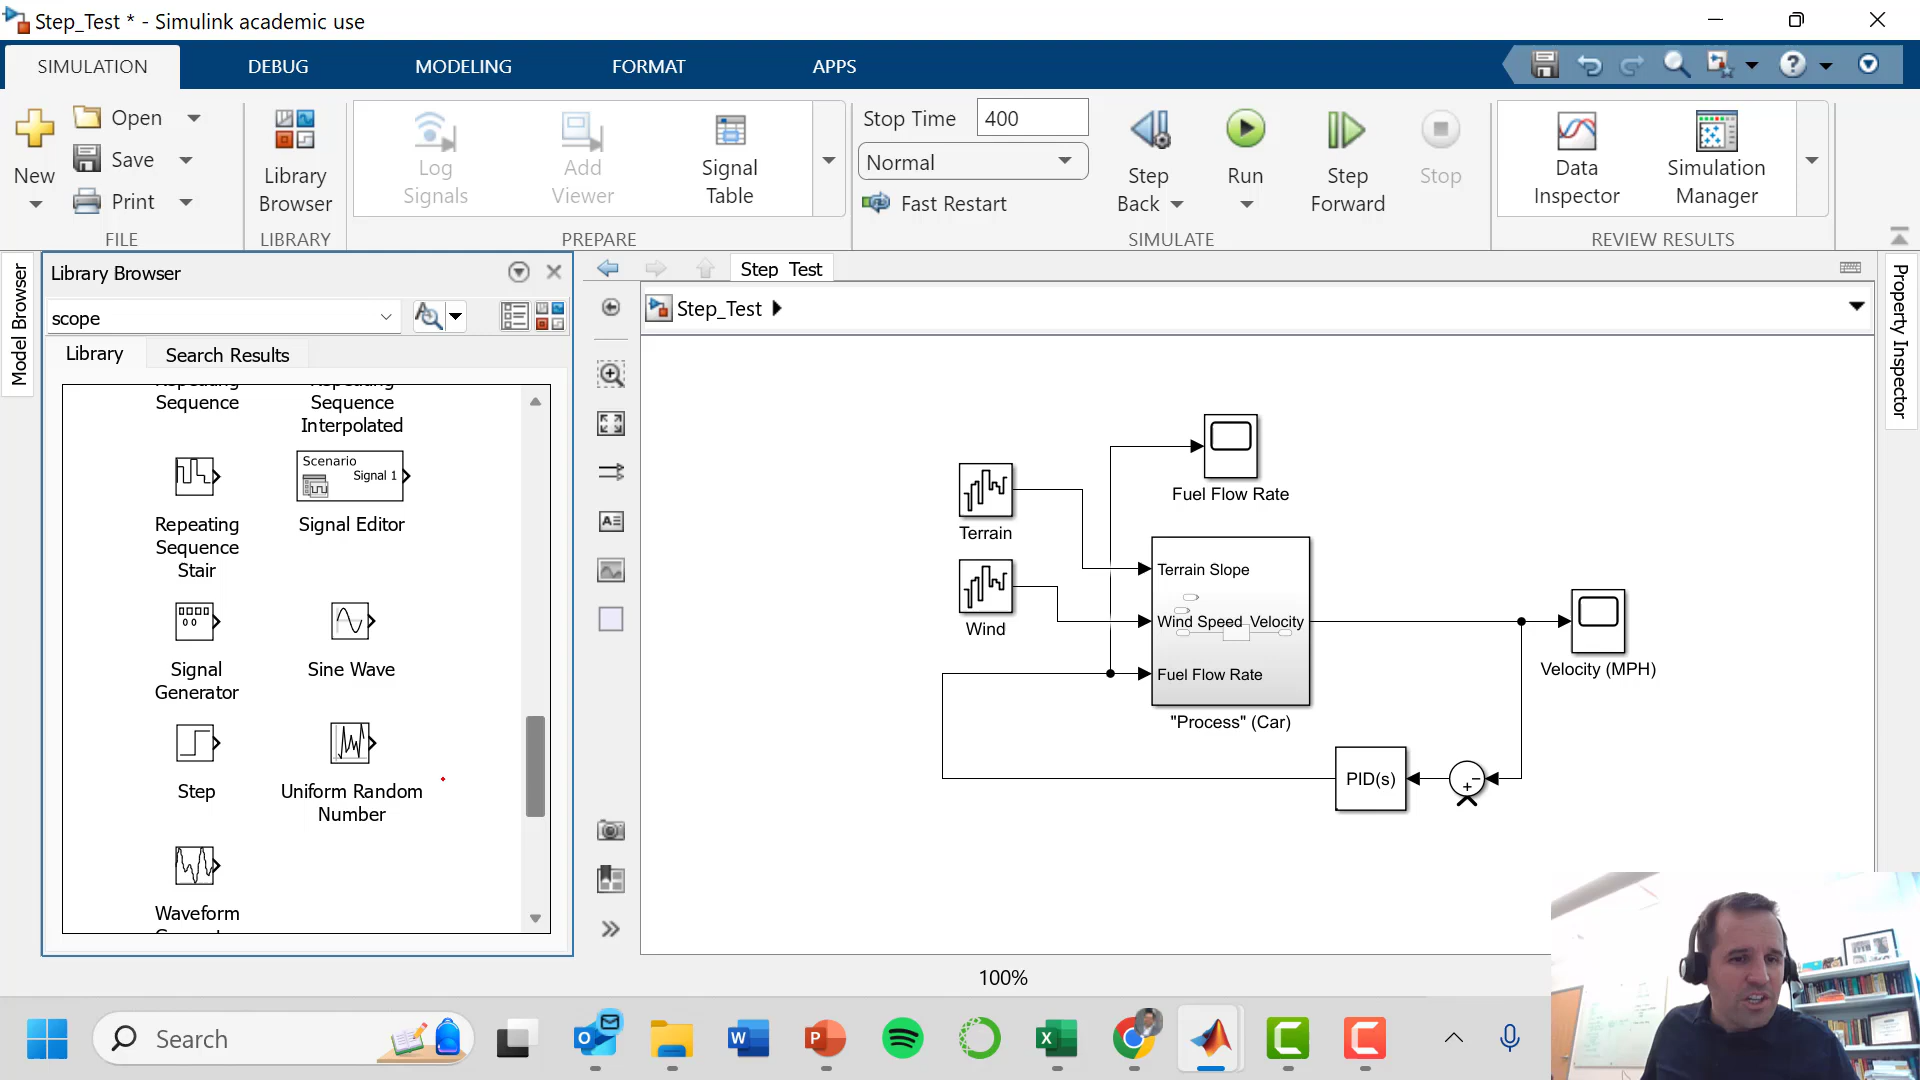 Step_Test * - Simulink academic use
SIMULATION
DEBUG
MODELING
FORMAT
APPS
New
Open
Save
Print
FILE
Library
Browser
LIBRARY
Log
Signals
Add
Viewer
Signal
Table
PREPARE
Stop Time
400
Normal
Fast Restart
Step
Back
Run
Step
Forward
Stop
SIMULATE
Data
Inspector
Simulation
Manager
REVIEW RESULTS
Model Browser
Library Browser
scope
Library
Search Results
Repeating
Sequence
Repeating
Sequence
Interpolated
Repeating
Sequence
Stair
Scenario
Signal 1
Signal Editor
Signal
Generator
Sine Wave
Step
Uniform Random
Number
Waveform
Step_Test
Step_Test
Property Inspector
Fuel Flow Rate
Terrain
Wind
Terrain Slope
Wind Speed
Velocity
Fuel Flow Rate
"Process" (Car)
Velocity (MPH)
PID(s)
100%
Search